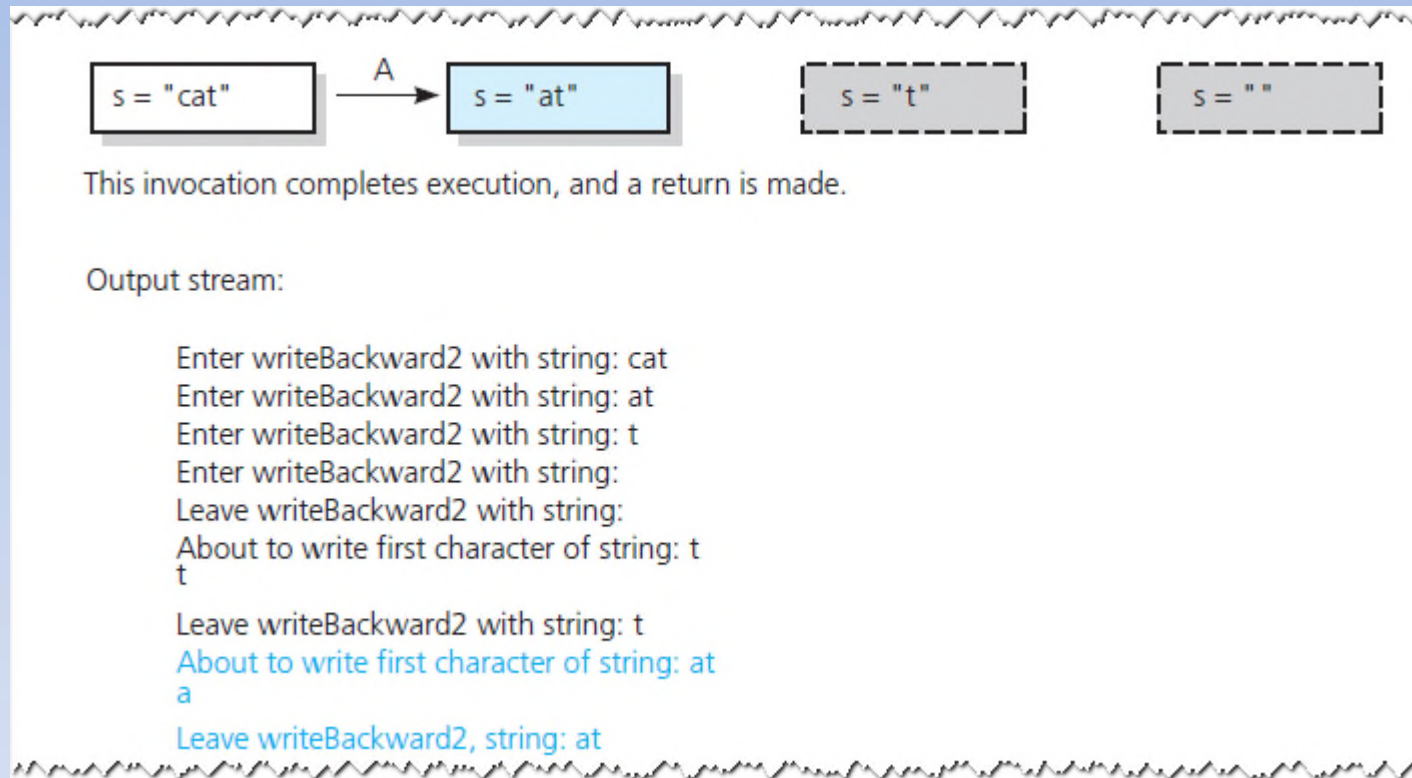 s = "cat" A s = "at" s = "t" s = " "
This invocation completes execution, and a return is made.
Output stream:
Enter writeBackward2 with string: cat
Enter writeBackward2 with string: at
Enter writeBackward2 with string: t
Enter writeBackward2 with string:
Leave writeBackward2 with string:
About to write first character of string: t
t
Leave writeBackward2 with string: t
About to write first character of string: at
a
Leave writeBackward2, string: at